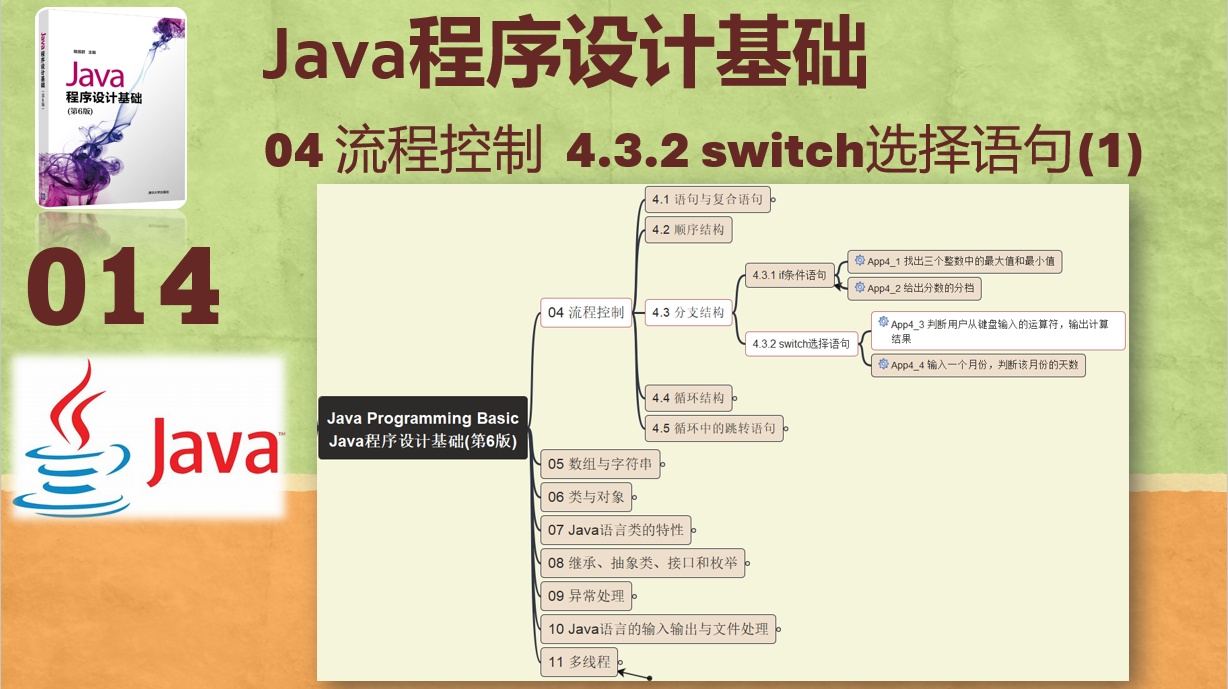 Java程序设计基础
04 流程控制 4.3.2 switch选择语句(1)
Java
程序设计基础
(第6版)
014
Java
Java Programming Basic
Java程序设计基础(第6版)
04 流程控制
4.1 语句与复合语句
4.2 顺序结构
4.3 分支结构
4.3.1 if条件语句
App4_1 找出三个整数中的最大值和最小值
App4_2 给出分数的分档
4.3.2 switch选择语句
App4_3 判断用户从键盘输入的运算符，输出计算
结果
App4_4 输入一个月份，判断该月份的天数
4.4 循环结构
4.5 循环中的跳转语句
05 数组与字符串
06 类与对象
07 Java语言类的特性
08 继承、抽象类、接口和枚举
09 异常处理
10 Java语言的输入输出与文件处理
11 多线程